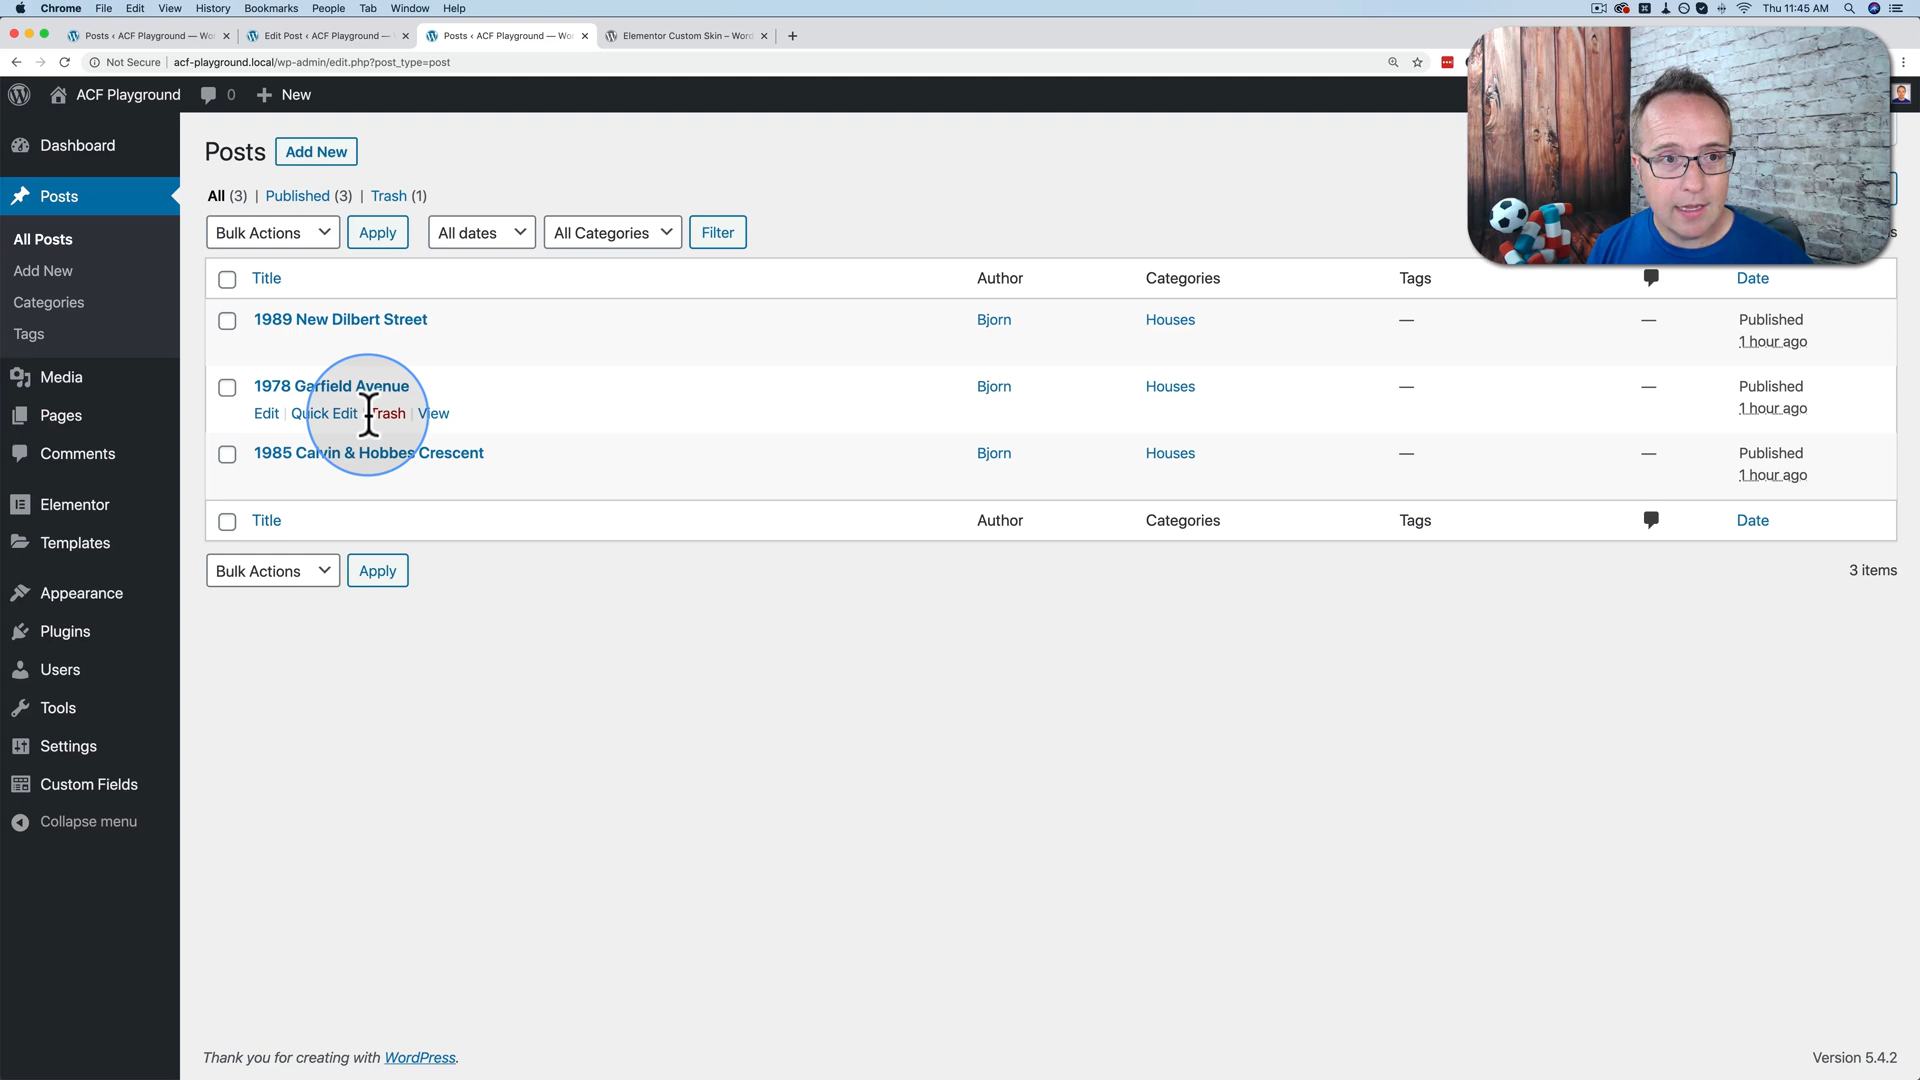 Chrome File Edit View History Bookmarks People Tab Window Help Thu 11:45 AM
Posts ‹ ACF Playground — Wo Edit Post ‹ ACF Playground — Posts ‹ ACF Playground — Wo Elementor Custom Skin – Word
Not Secure acf-playground.local/wp-admin/edit.php?post_type=post
ACF Playground 0 New
Dashboard
Posts
All Posts
Add New
Categories
Tags
Media
Pages
Comments
Elementor
Templates
Appearance
Plugins
Users
Tools
Settings
Custom Fields
Collapse menu
Posts Add New
All (3) | Published (3) | Trash (1)
Bulk Actions Apply All dates All Categories Filter
Title Author Categories Tags Date
1989 New Dilbert Street Bjorn Houses — — Published
1 hour ago
1978 Garfield Avenue Bjorn Houses — — Published
Edit | Quick Edit | Trash | View 1 hour ago
1985 Calvin & Hobbes Crescent Bjorn Houses — — Published
1 hour ago
Title Author Categories Tags Date
Bulk Actions Apply 3 items
Thank you for creating with WordPress. Version 5.4.2